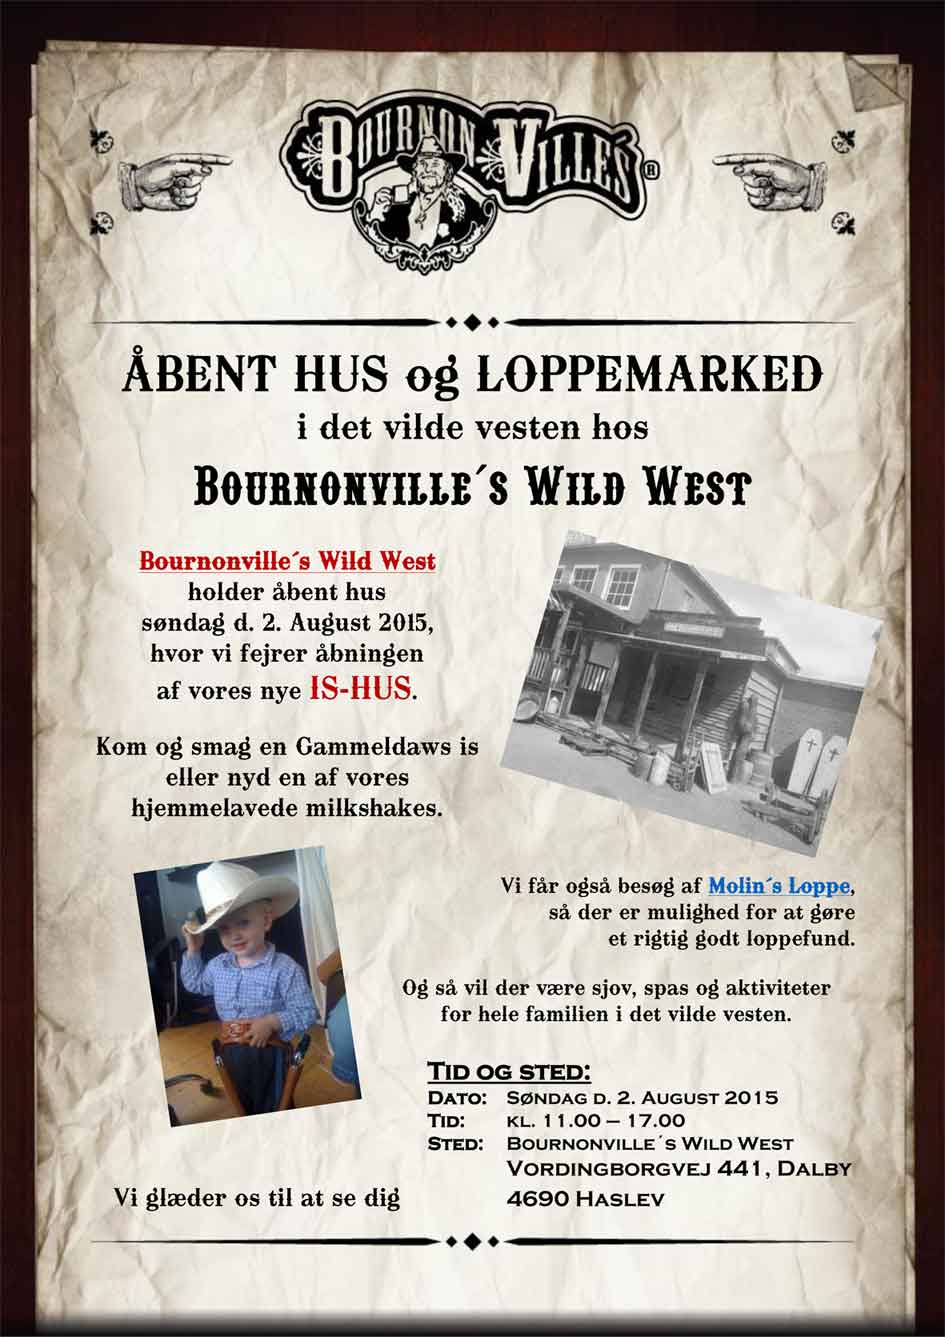 BOURNONVILLE´S ®
ÅBENT HUS og LOPPEMARKED
i det vilde vesten hos
BOURNONVILLE´S WILD WEST
Bournonville´s Wild West
holder åbent hus
søndag d. 2. August 2015,
hvor vi fejrer åbningen
af vores nye IS-HUS.
Kom og smag en Gammeldaws is
eller nyd en af vores
hjemmelavede milkshakes.
Vi får også besøg af Molin´s Loppe,
så der er mulighed for at gøre
et rigtig godt loppefund.
Og så vil der være sjov, spas og aktiviteter
for hele familien i det vilde vesten.
TID OG STED:
DATO: SØNDAG D. 2. AUGUST 2015
TID: KL. 11.00 – 17.00
STED: BOURNONVILLE´S WILD WEST
VORDINGBORGVEJ 441, DALBY
4690 HASLEV
Vi glæder os til at se dig